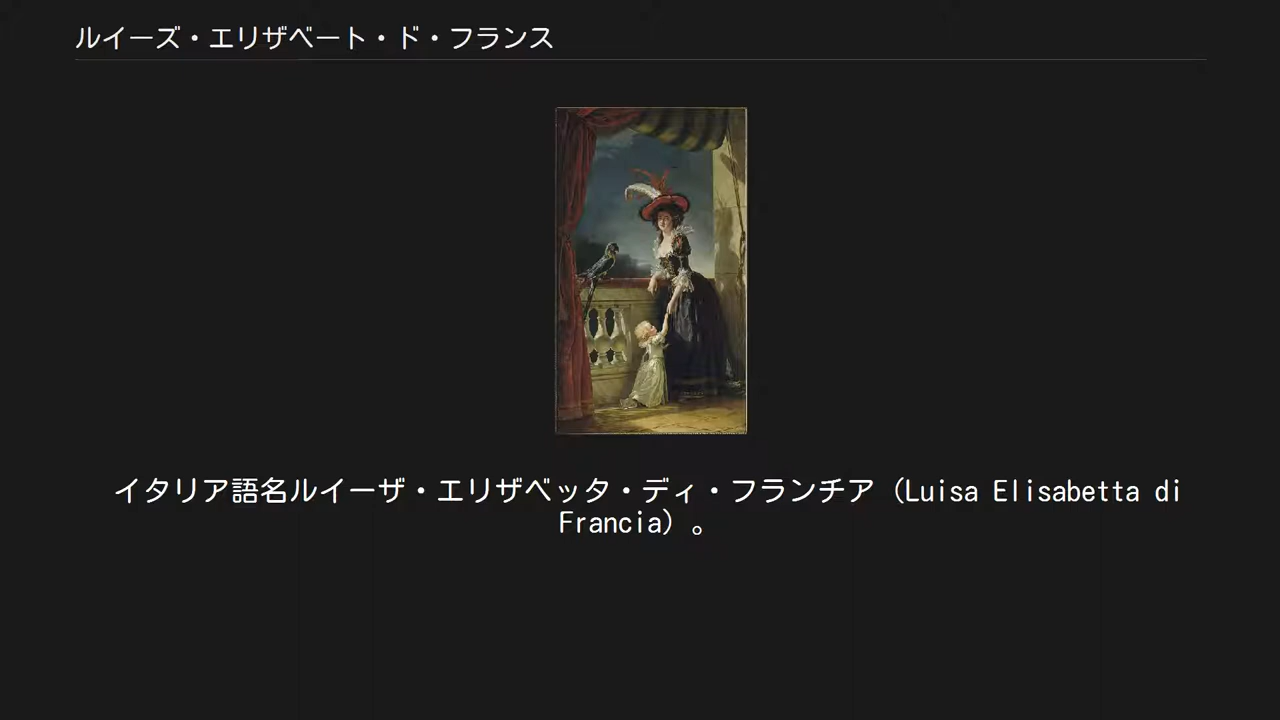 ルイーズ・エリザベート・ド・フランス
イタリア語名ルイーザ・エリザベッタ・ディ・フランチア（Luisa Elisabetta di
Francia）。